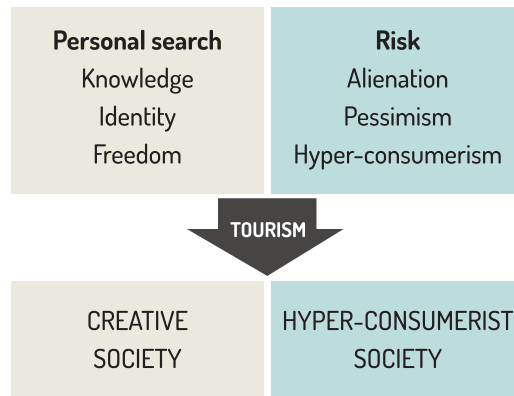 Personal search
Knowledge
Identity
Freedom
Risk
Alienation
Pessimism
Hyper-consumerism
TOURISM
CREATIVE
SOCIETY
HYPER-CONSUMERIST
SOCIETY